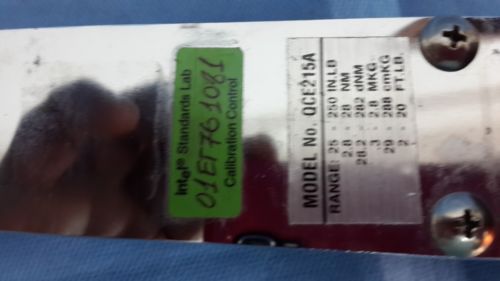 Intel® Standards Lab
01ET761081
Calibration Control
MODEL No. QCE215A
RANGE: 25 - 250 IN.LB
2.8 - 28 NM
28.2 - 282 dNM
.3 - 2.8 MKG
29 - 288 cmKG
2 - 20 FT.LB.